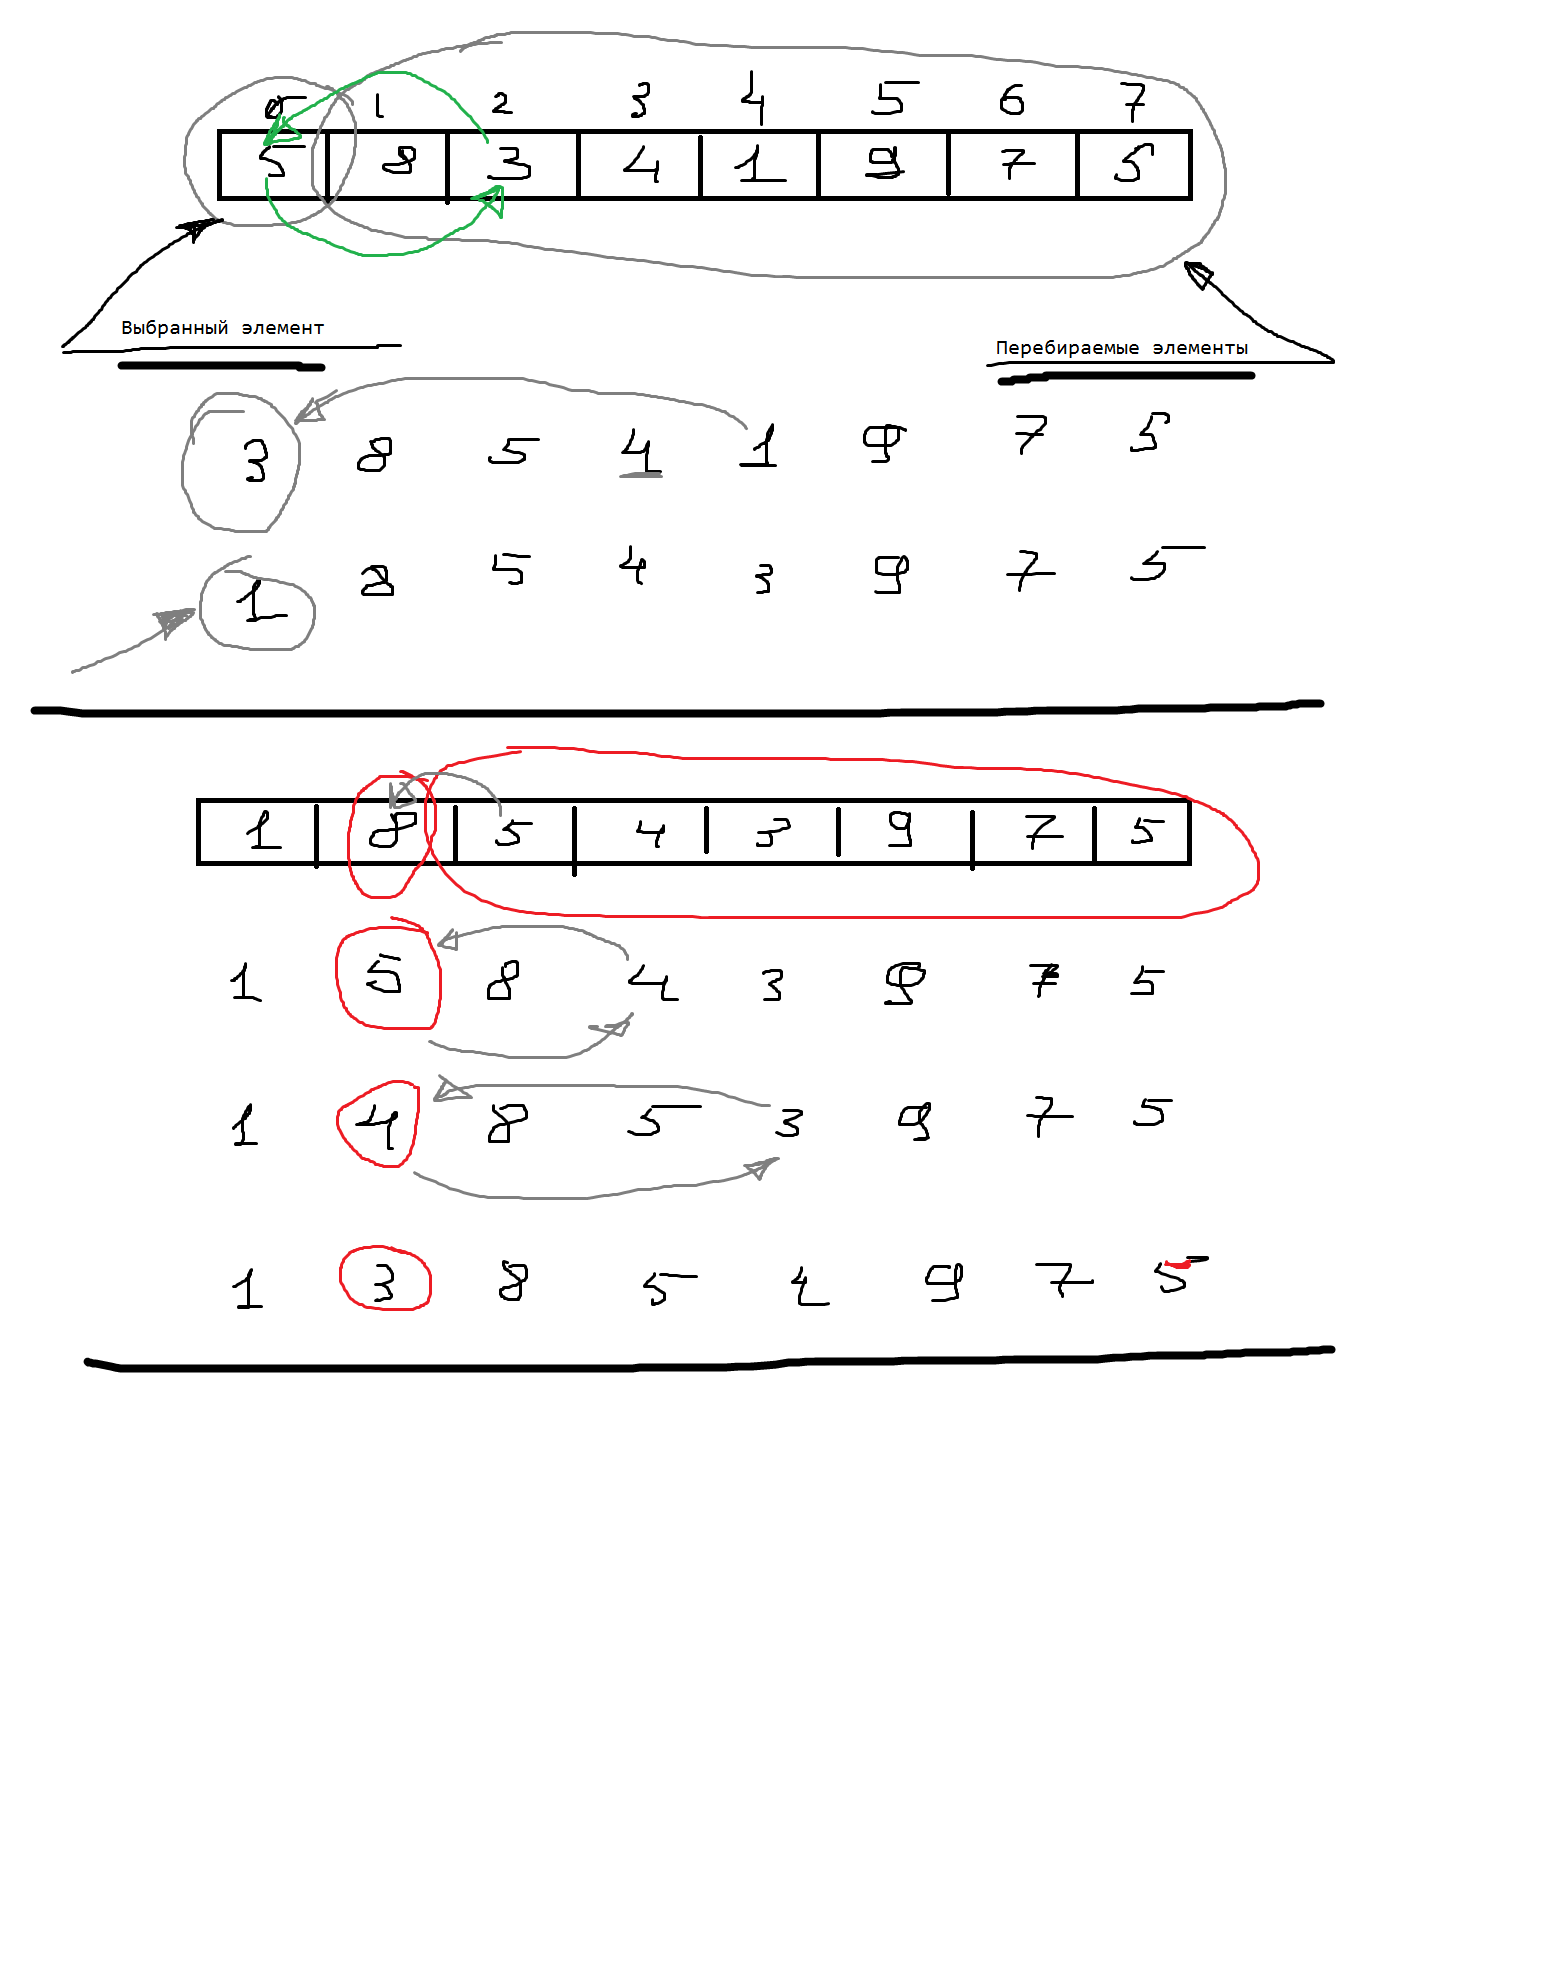 0 1 2 3 4 5 6 7
5 8 3 4 1 9 7 5
Выбранный элемент
Перебираемые элементы
3 8 5 4 1 9 7 5
1 8 5 4 3 9 7 5
1 8 5 4 3 9 7 5
1 5 8 4 3 9 7 5
1 4 8 5 3 9 7 5
1 3 8 5 4 9 7 5